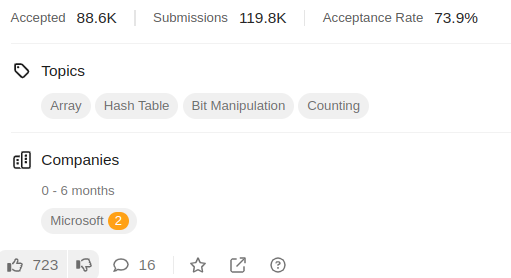 Accepted 88.6K Submissions 119.8K Acceptance Rate 73.9%
Topics
Array Hash Table Bit Manipulation Counting
Companies
0 - 6 months
Microsoft 2
723 16